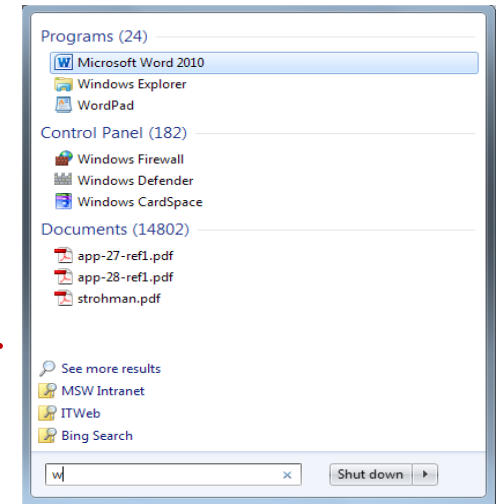 Programs (24)
Microsoft Word 2010
Windows Explorer
WordPad
Control Panel (182)
Windows Firewall
Windows Defender
Windows CardSpace
Documents (14802)
app-27-ref1.pdf
app-28-ref1.pdf
strohman.pdf
See more results
MSW Intranet
ITWeb
Bing Search
w
Shut down